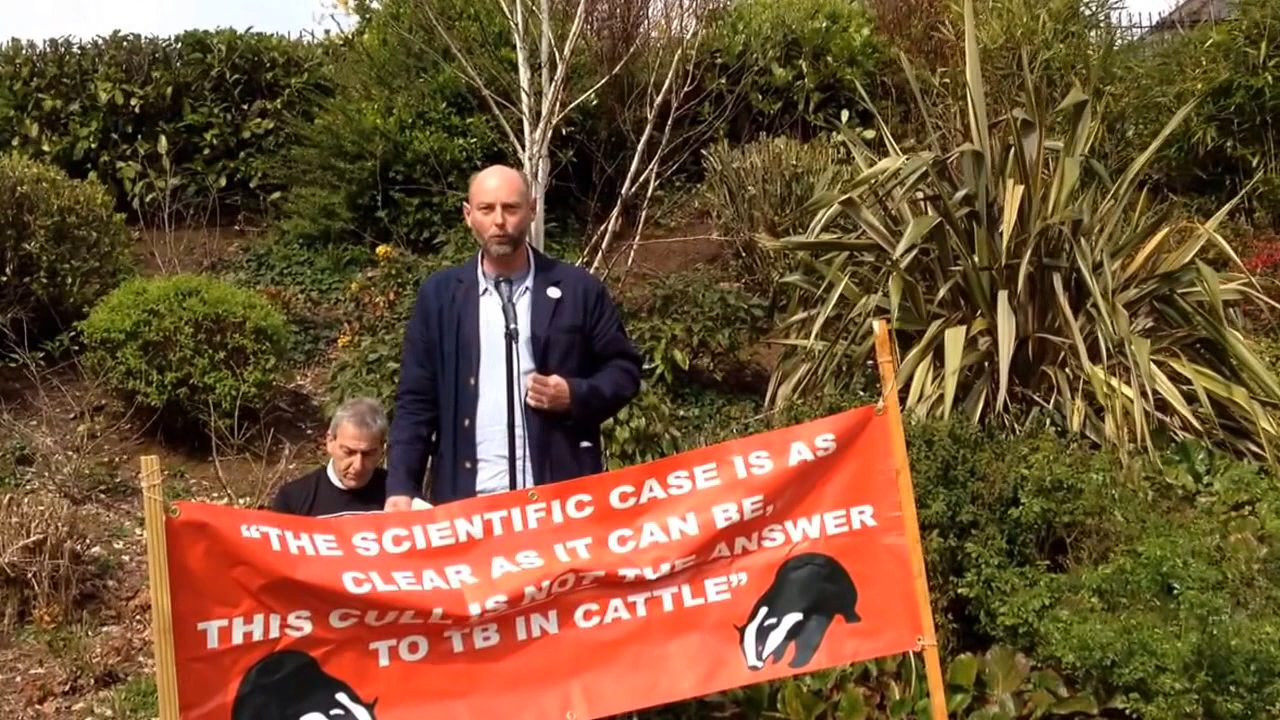 “THE SCIENTIFIC CASE IS AS
CLEAR AS IT CAN BE,
THIS CULL IS NOT THE ANSWER
TO TB IN CATTLE”